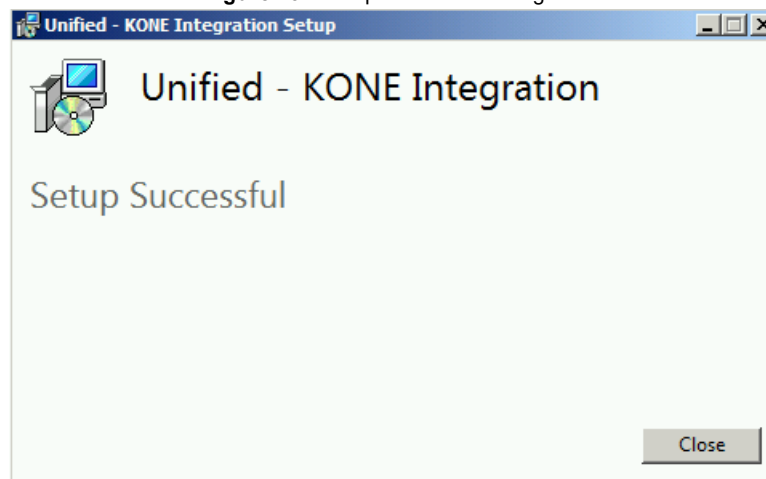 Unified - KONE Integration Setup
Unified - KONE Integration
Setup Successful
Close